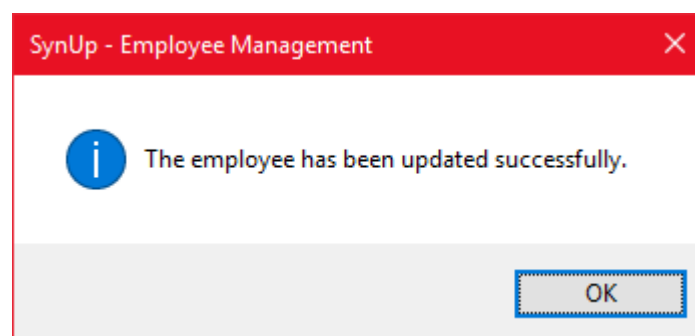 SynUp - Employee Management
The employee has been updated successfully.
OK